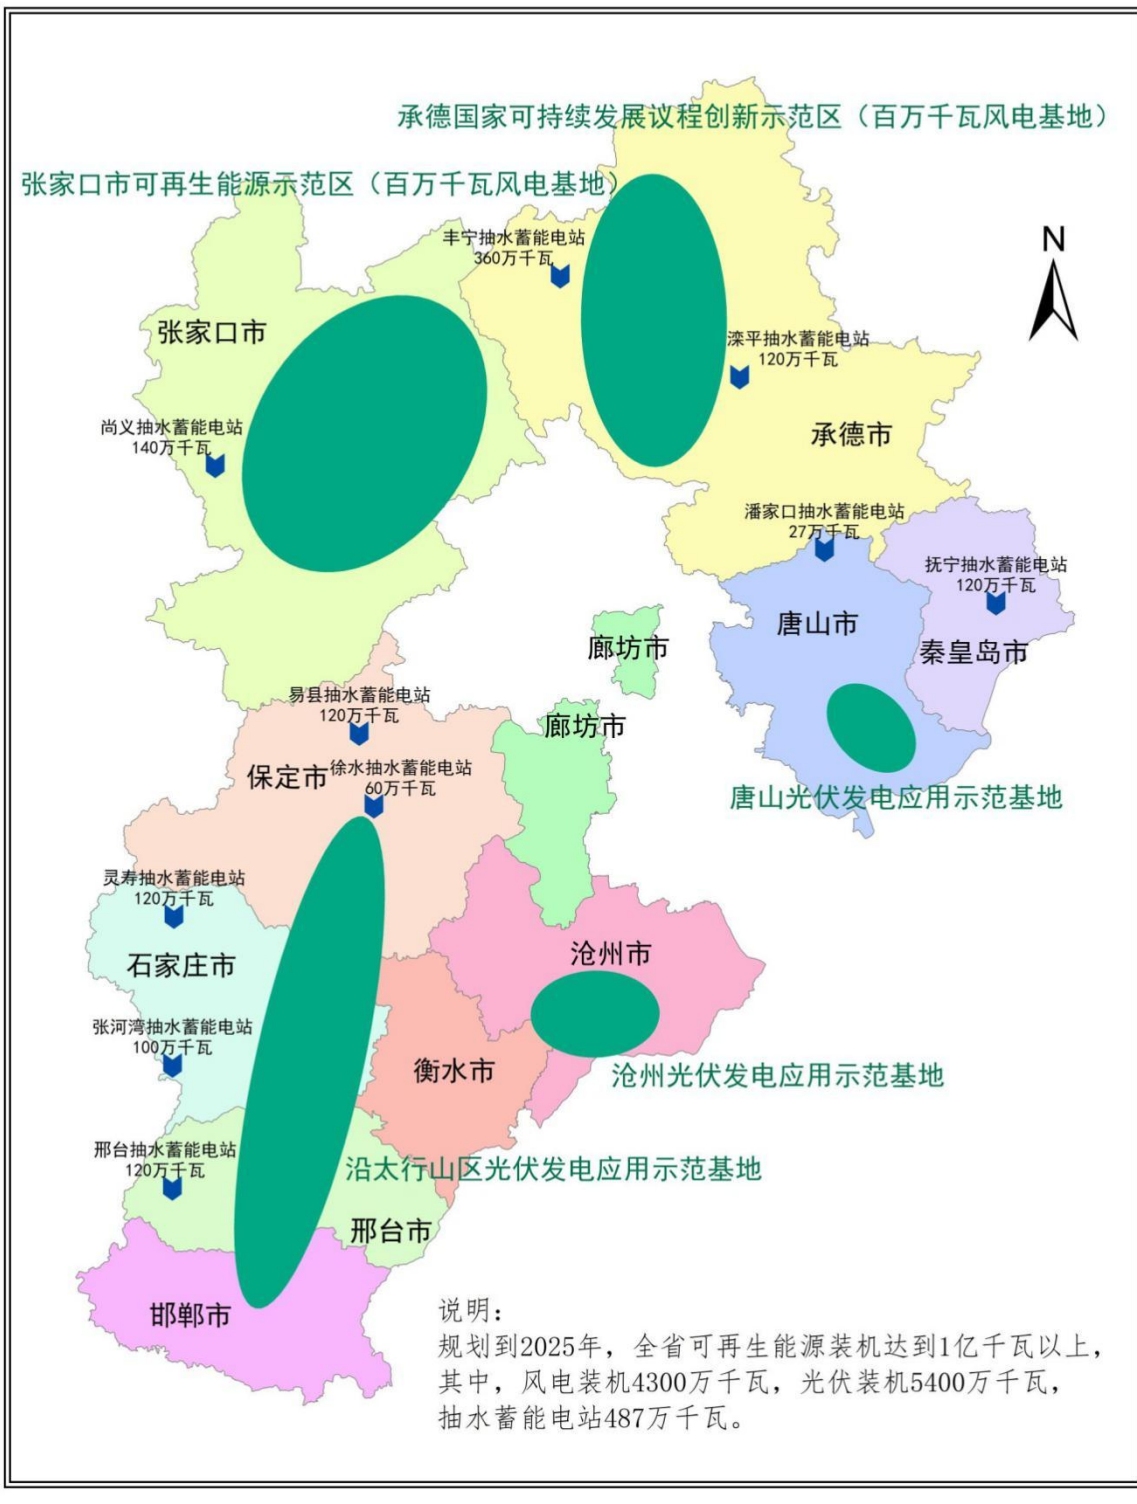 承德国家可持续发展议程创新示范区（百万千瓦风电基地）
张家口市可再生能源示范区（百万千瓦风电基地）
N
丰宁抽水蓄能电站
360万千瓦
张家口市
滦平抽水蓄能电站
120万千瓦
尚义抽水蓄能电站
140万千瓦
承德市
潘家口抽水蓄能电站
27万千瓦
抚宁抽水蓄能电站
120万千瓦
唐山市
廊坊市
秦皇岛市
易县抽水蓄能电站
120万千瓦
廊坊市
保定市
徐水抽水蓄能电站
60万千瓦
唐山光伏发电应用示范基地
灵寿抽水蓄能电站
120万千瓦
石家庄市
沧州市
张河湾抽水蓄能电站
100万千瓦
衡水市
沧州光伏发电应用示范基地
邢台抽水蓄能电站
120万千瓦
沿太行山区光伏发电应用示范基地
邢台市
邯郸市
说明：
规划到2025年，全省可再生能源装机达到1亿千瓦以上，
其中，风电装机4300万千瓦，光伏装机5400万千瓦，
抽水蓄能电站487万千瓦。